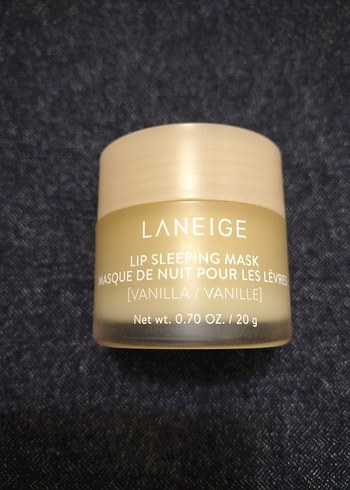 LANEIGE
LIP SLEEPING MASK
MASQUE DE NUIT POUR LES LÈVRES
[VANILLA / VANILLE]
Net wt. 0.70 OZ. / 20 g